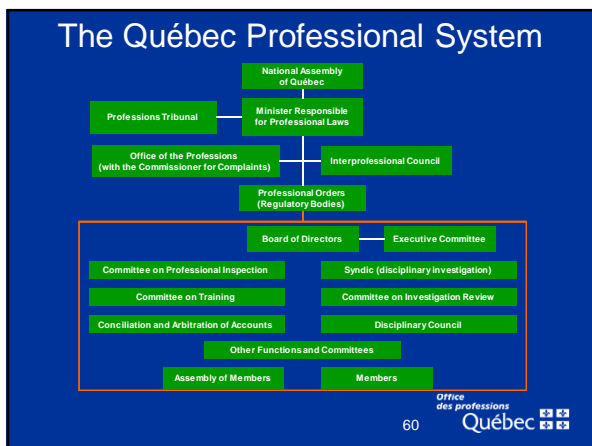 The Québec Professional System
National Assembly
of Québec
Professions Tribunal
Minister Responsible
for Professional Laws
Office of the Professions
(with the Commissioner for Complaints)
Interprofessional Council
Professional Orders
(Regulatory Bodies)
Board of Directors
Executive Committee
Committee on Professional Inspection
Syndic (disciplinary investigation)
Committee on Training
Committee on Investigation Review
Conciliation and Arbitration of Accounts
Disciplinary Council
Other Functions and Committees
Assembly of Members
Members
60
Office
des professions
Québec